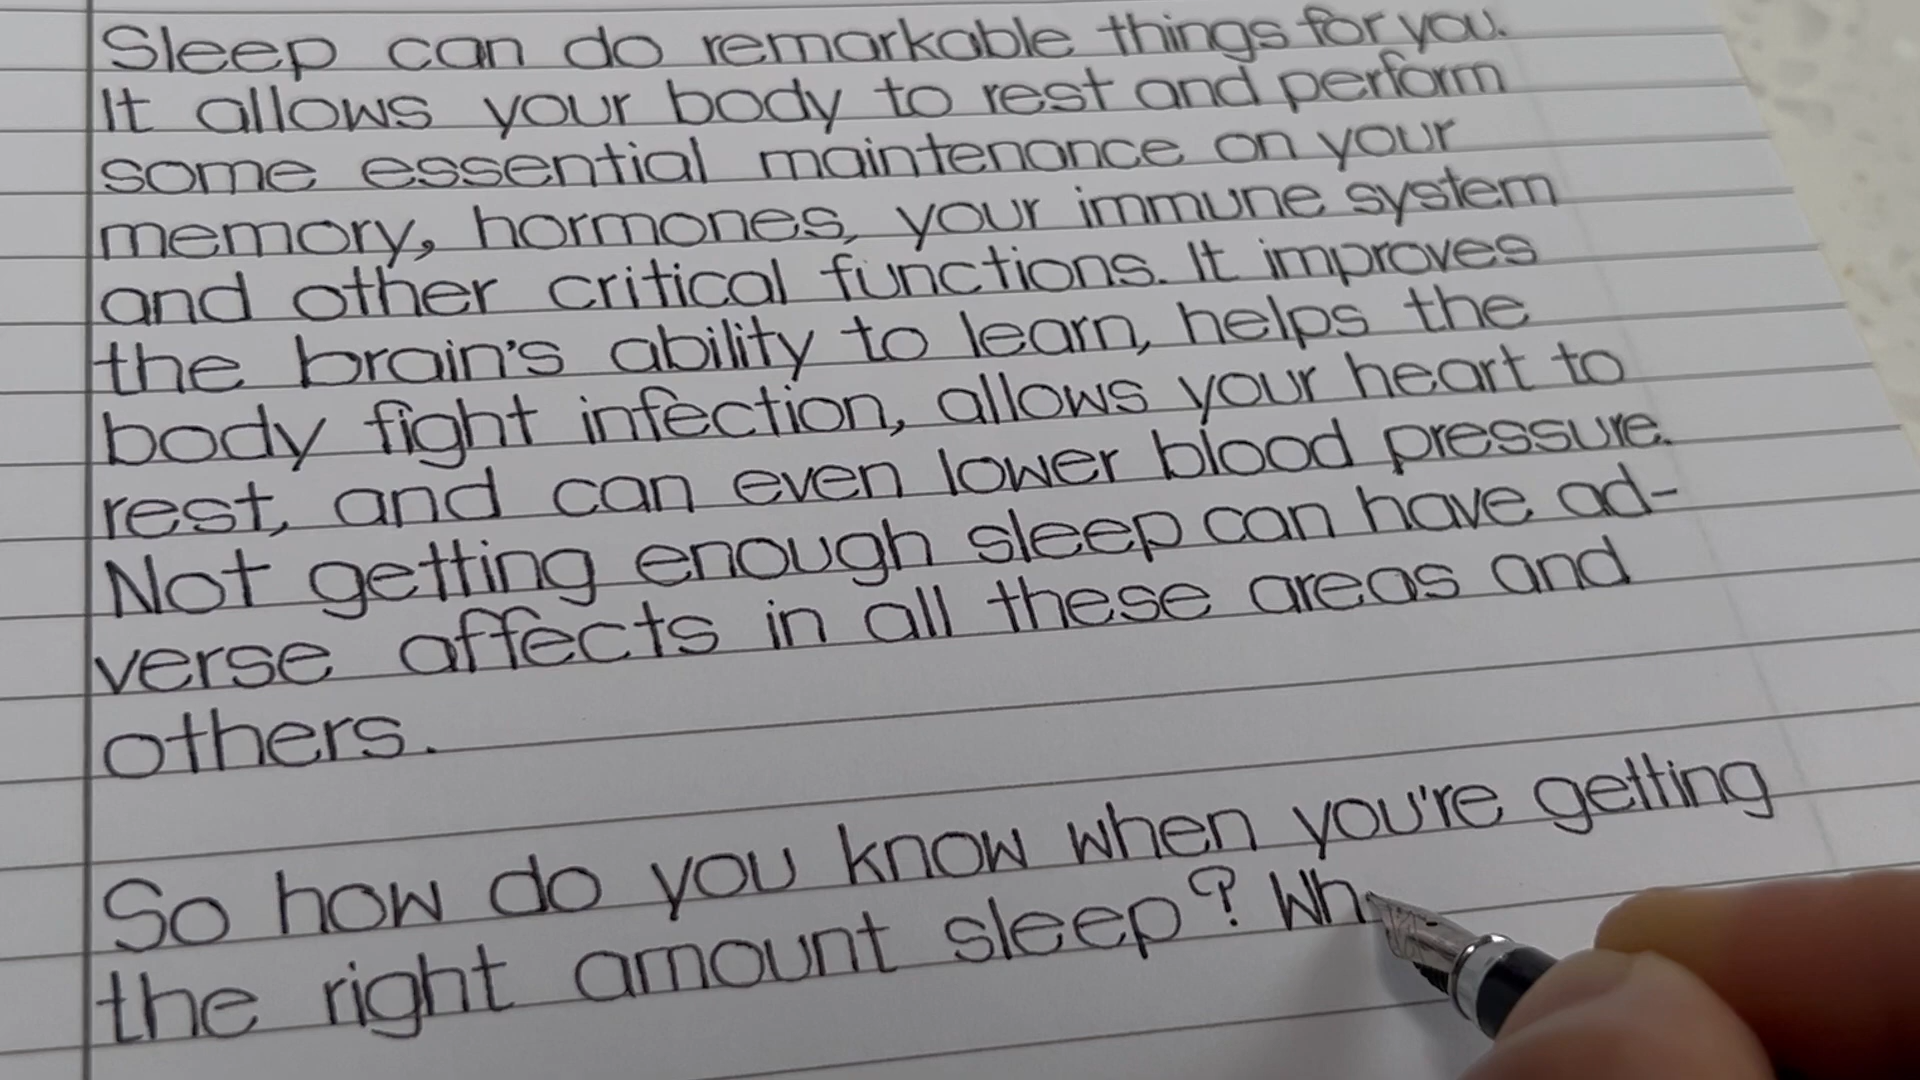 Sleep can do remarkable things for you.
It allows your body to rest and perform
some essential maintenance on your
memory, hormones, your immune system
and other critical functions. It improves
the brain's ability to learn, helps the
body fight infection, allows your heart to
rest, and can even lower blood pressure.
Not getting enough sleep can have ad-
verse affects in all these areas and
others.
So how do you know when you're getting
the right amount sleep? Wh